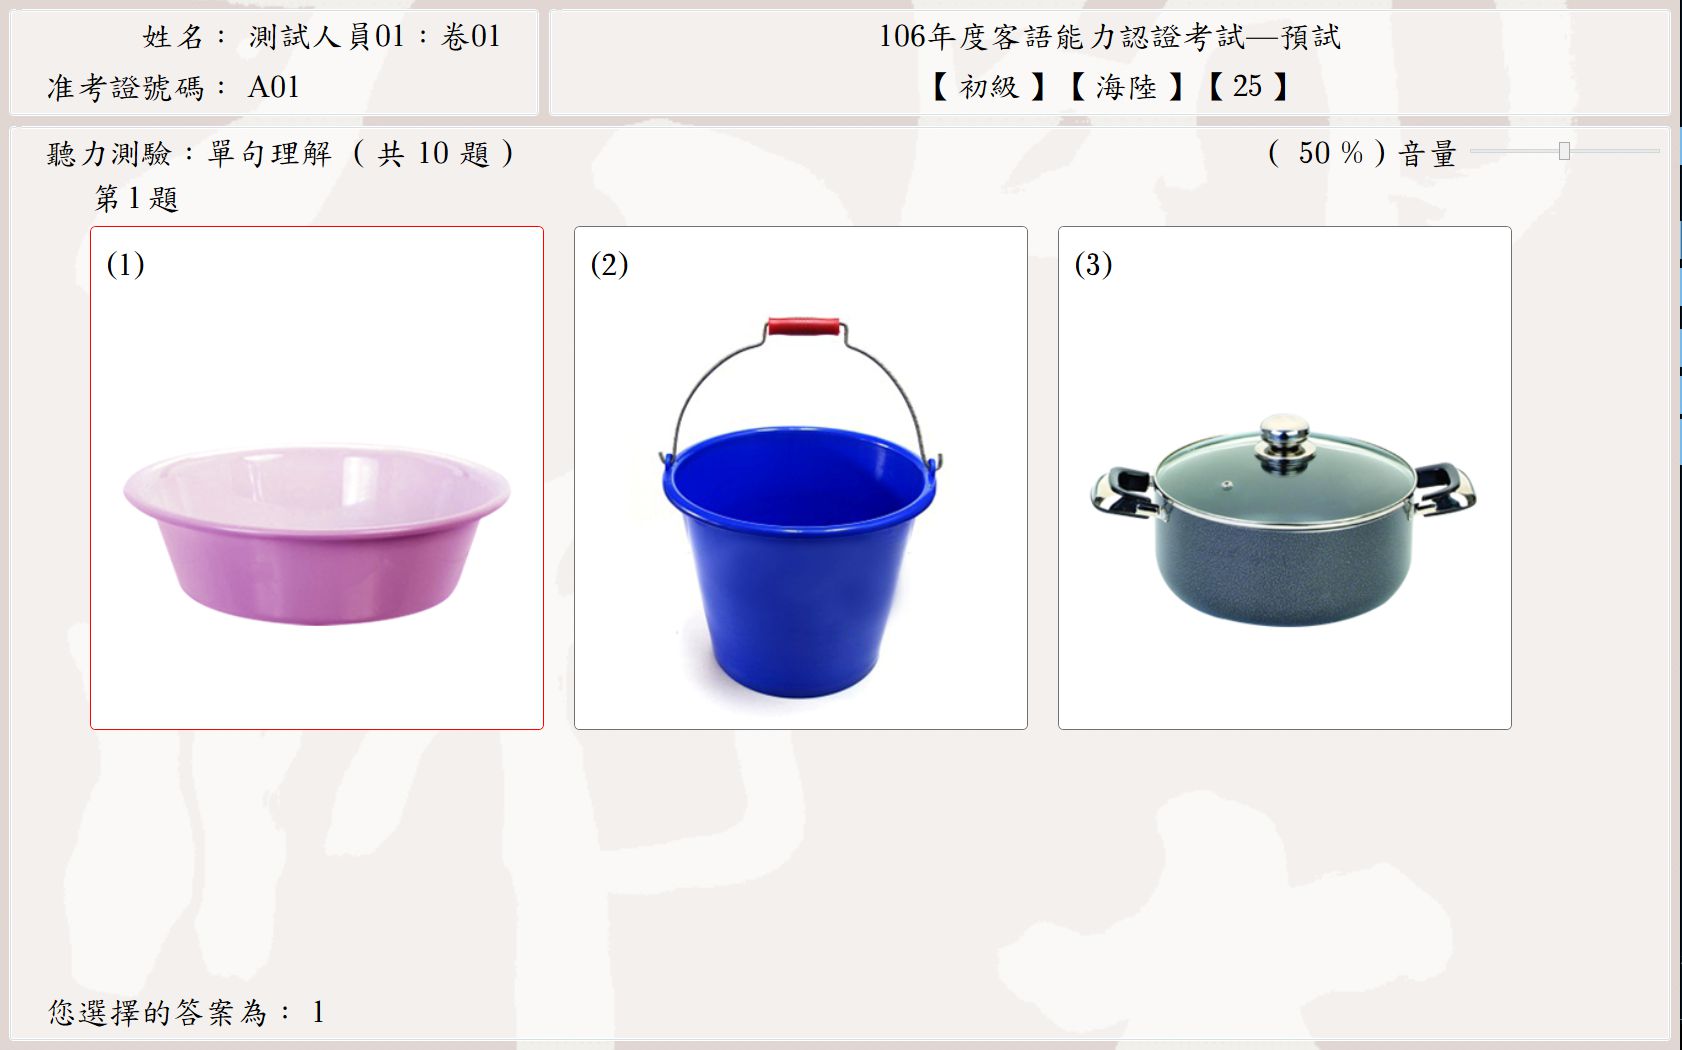 姓名： 測試人員01：卷01
准考證號碼： A01
106年度客語能力認證考試—預試
【 初級 】【 海陸 】【 25 】
聽力測驗：單句理解 （ 共 10 題 ）
（ 50 % ）音量
第 1 題
(1)
(2)
(3)
您選擇的答案為： 1